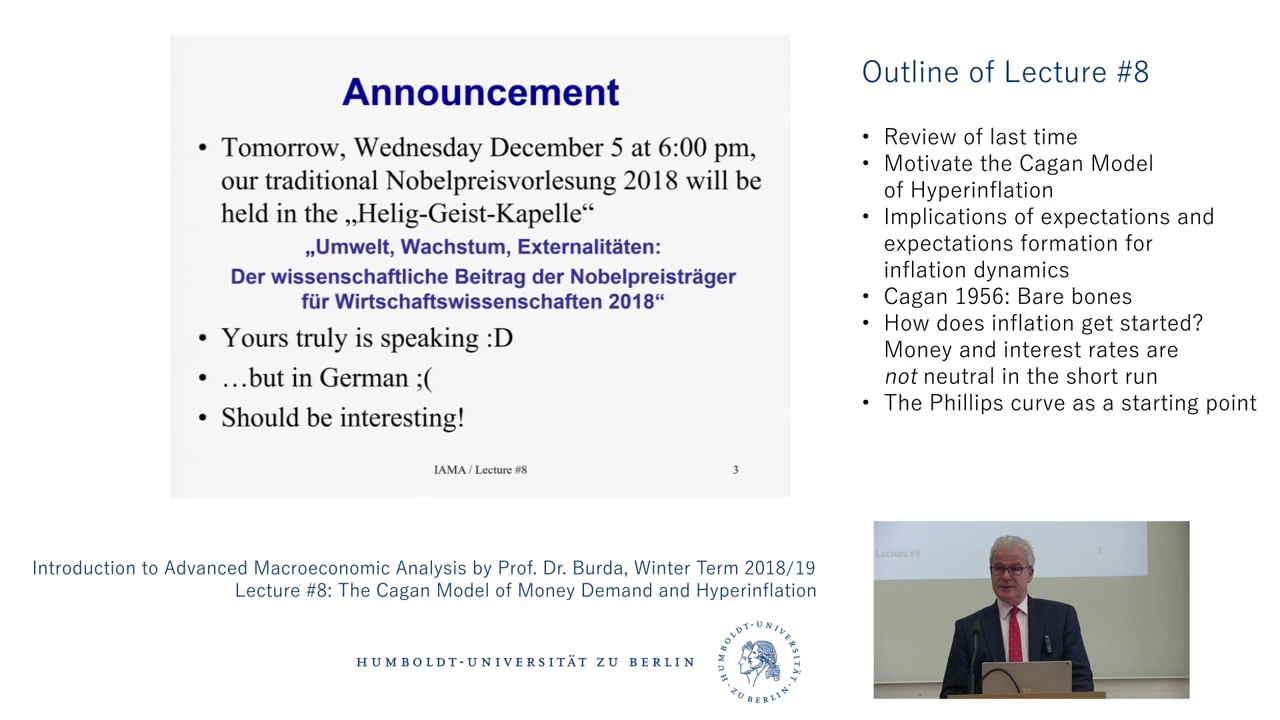 Announcement
• Tomorrow, Wednesday December 5 at 6:00 pm,
our traditional Nobelpreisvorlesung 2018 will be
held in the „Helig-Geist-Kapelle“
„Umwelt, Wachstum, Externalitäten:
Der wissenschaftliche Beitrag der Nobelpreisträger
für Wirtschaftswissenschaften 2018“
• Yours truly is speaking :D
• …but in German ;(
• Should be interesting!
IAMA / Lecture #8
3
Outline of Lecture #8
• Review of last time
• Motivate the Cagan Model
of Hyperinflation
• Implications of expectations and
expectations formation for
inflation dynamics
• Cagan 1956: Bare bones
• How does inflation get started?
Money and interest rates are
not neutral in the short run
• The Phillips curve as a starting point
Lecture #8
3
Introduction to Advanced Macroeconomic Analysis by Prof. Dr. Burda, Winter Term 2018/19
Lecture #8: The Cagan Model of Money Demand and Hyperinflation
HUMBOLDT-UNIVERSITÄT ZU BERLIN
HUMBOLDT-UNIVERSITÄT · ZU BERLIN ·